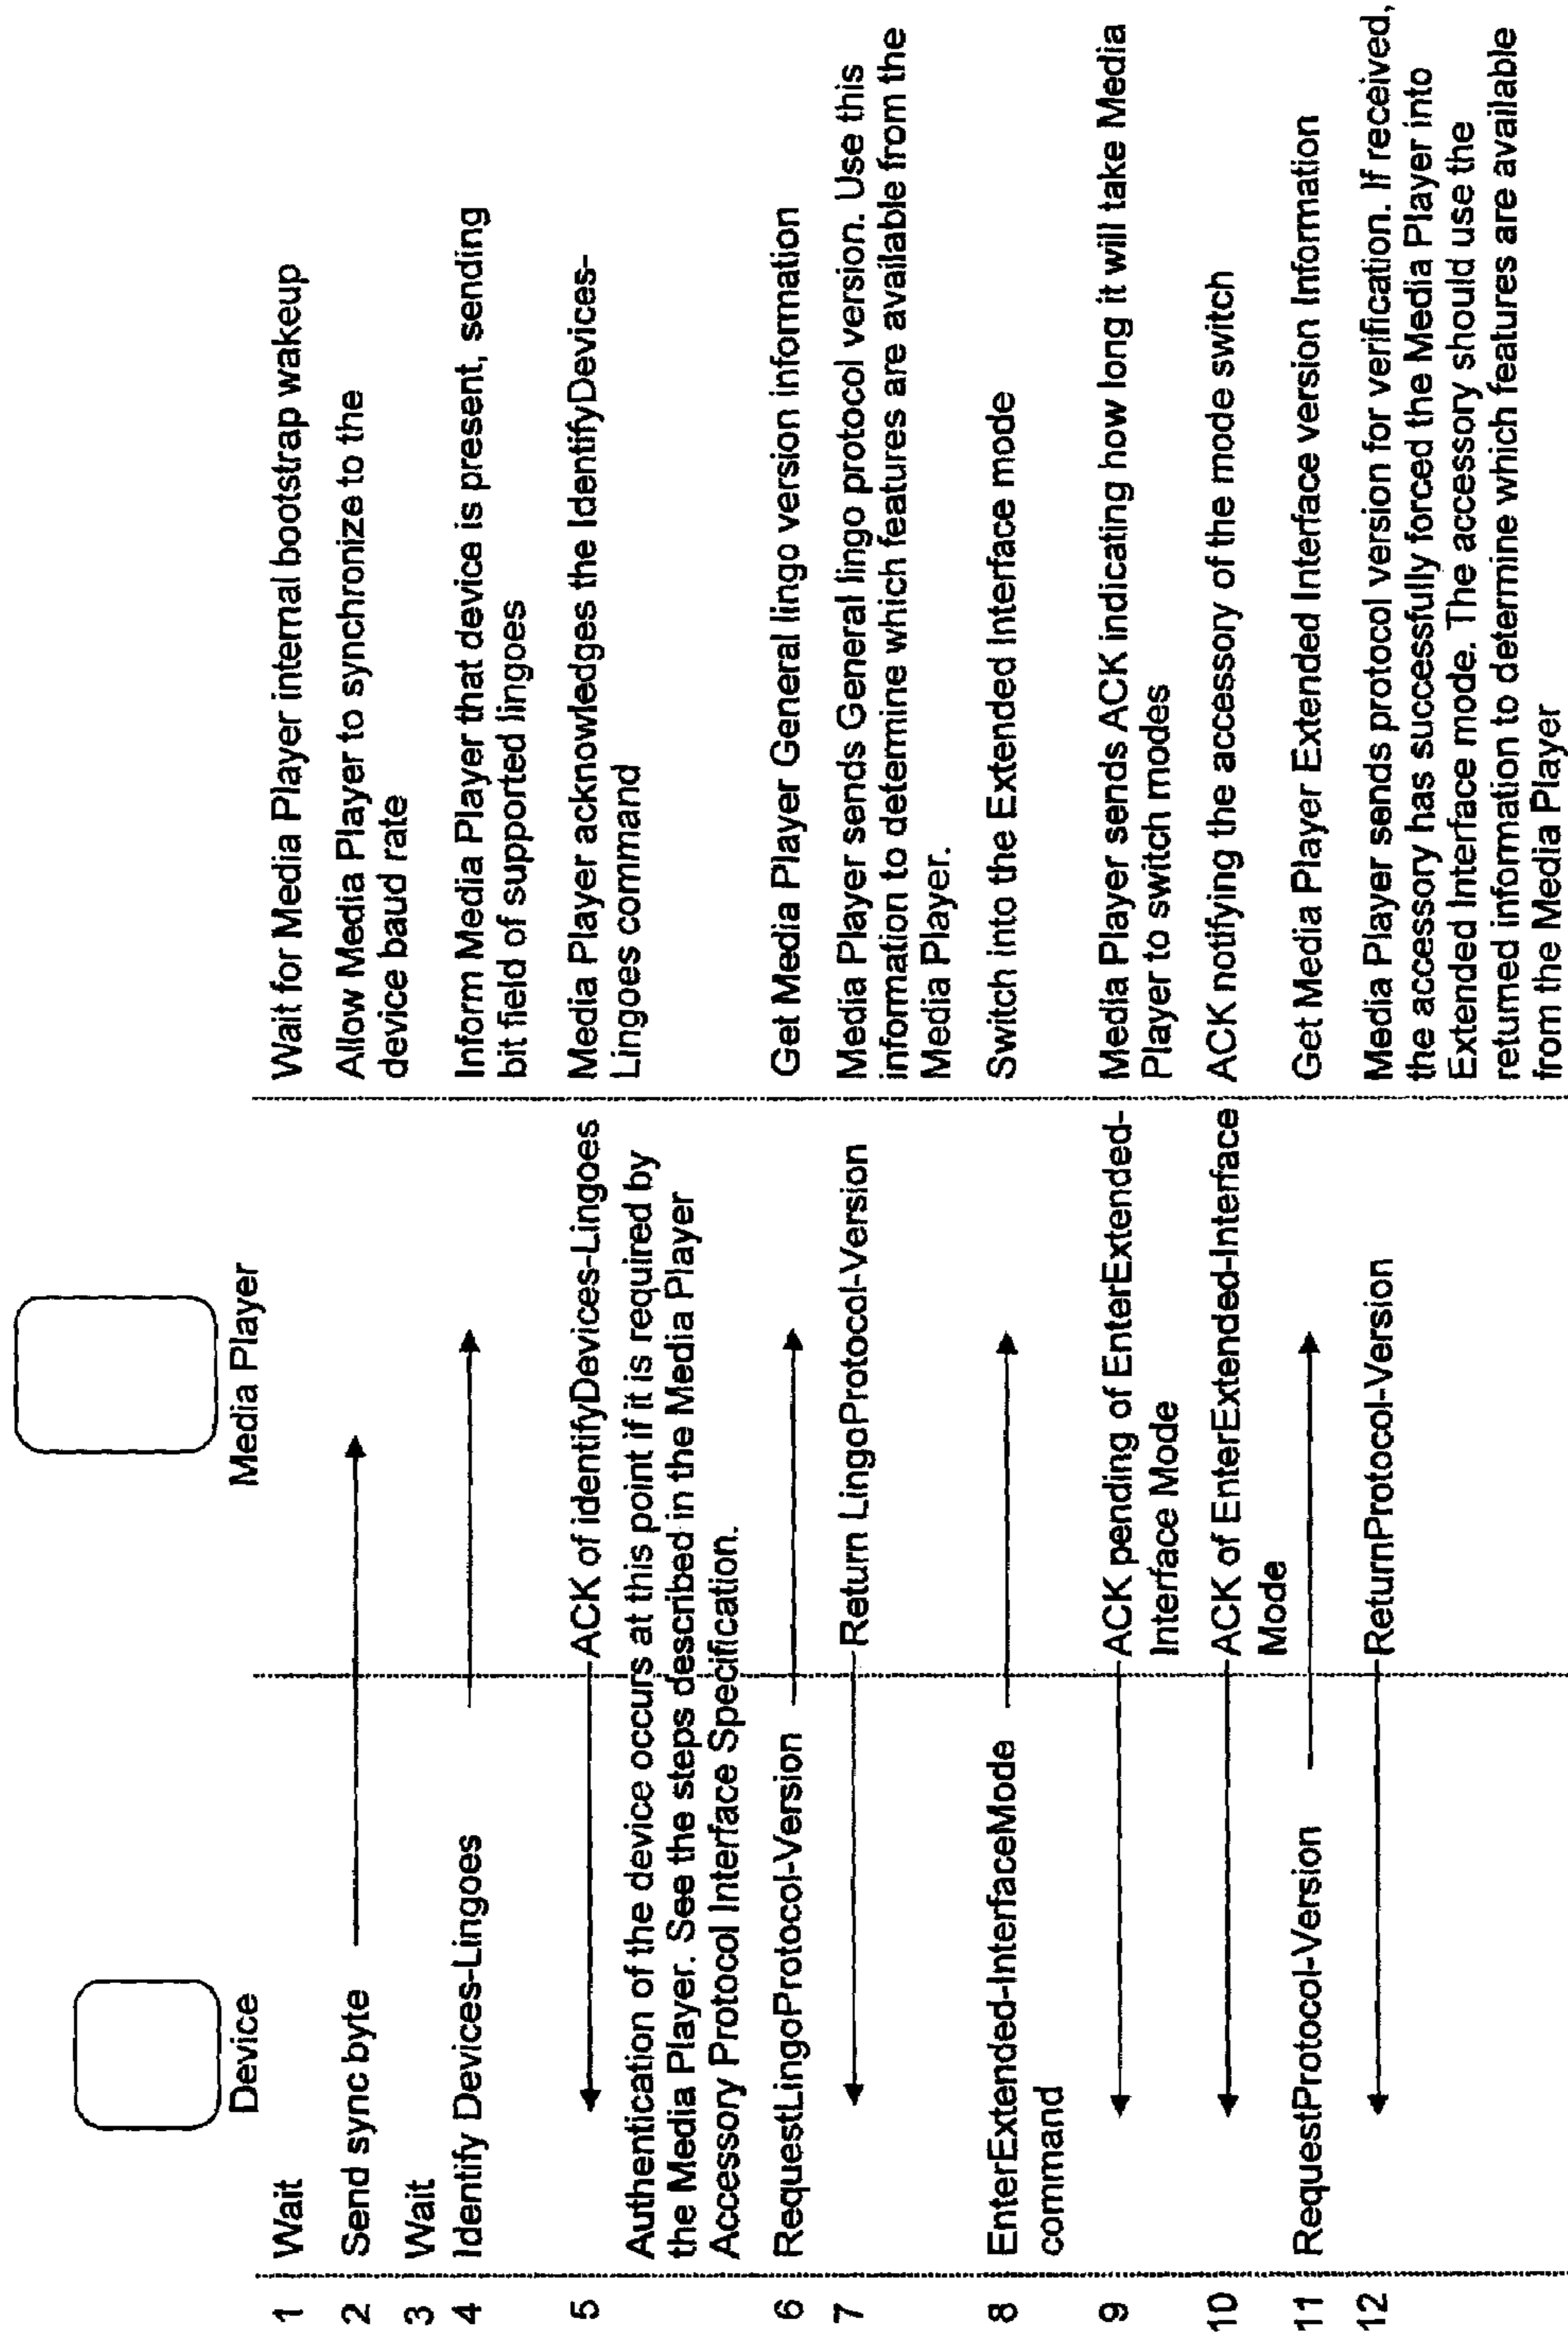 Device
Media Player
1 Wait
Wait for Media Player internal bootstrap wakeup
2 Send sync byte
Allow Media Player to synchronize to the
device baud rate
3 Wait
4 Identify Devices-Lingoes
Inform Media Player that device is present, sending
bit field of supported lingoes
5
ACK of identifyDevices-Lingoes
Media Player acknowledges the IdentifyDevices-
Lingoes command
Authentication of the device occurs at this point if it is required by
the Media Player. See the steps described in the Media Player
Accessory Protocol Interface Specification.
6 RequestLingoProtocol-Version
Get Media Player General lingo version information
7
Return LingoProtocol-Version
Media Player sends General lingo protocol version. Use this
information to determine which features are available from the
Media Player.
8 EnterExtended-InterfaceMode
command
Switch into the Extended Interface mode
9
ACK pending of EnterExtended-
Interface Mode
Media Player sends ACK indicating how long it will take Media
Player to switch modes
10
ACK of EnterExtended-Interface
Mode
ACK notifying the accessory of the mode switch
11 RequestProtocol-Version
Get Media Player Extended Interface version Information
12
ReturnProtocol-Version
Media Player sends protocol version for verification. If received,
the accessory has successfully forced the Media Player into
Extended Interface mode. The accessory should use the
returned information to determine which features are available
from the Media Player